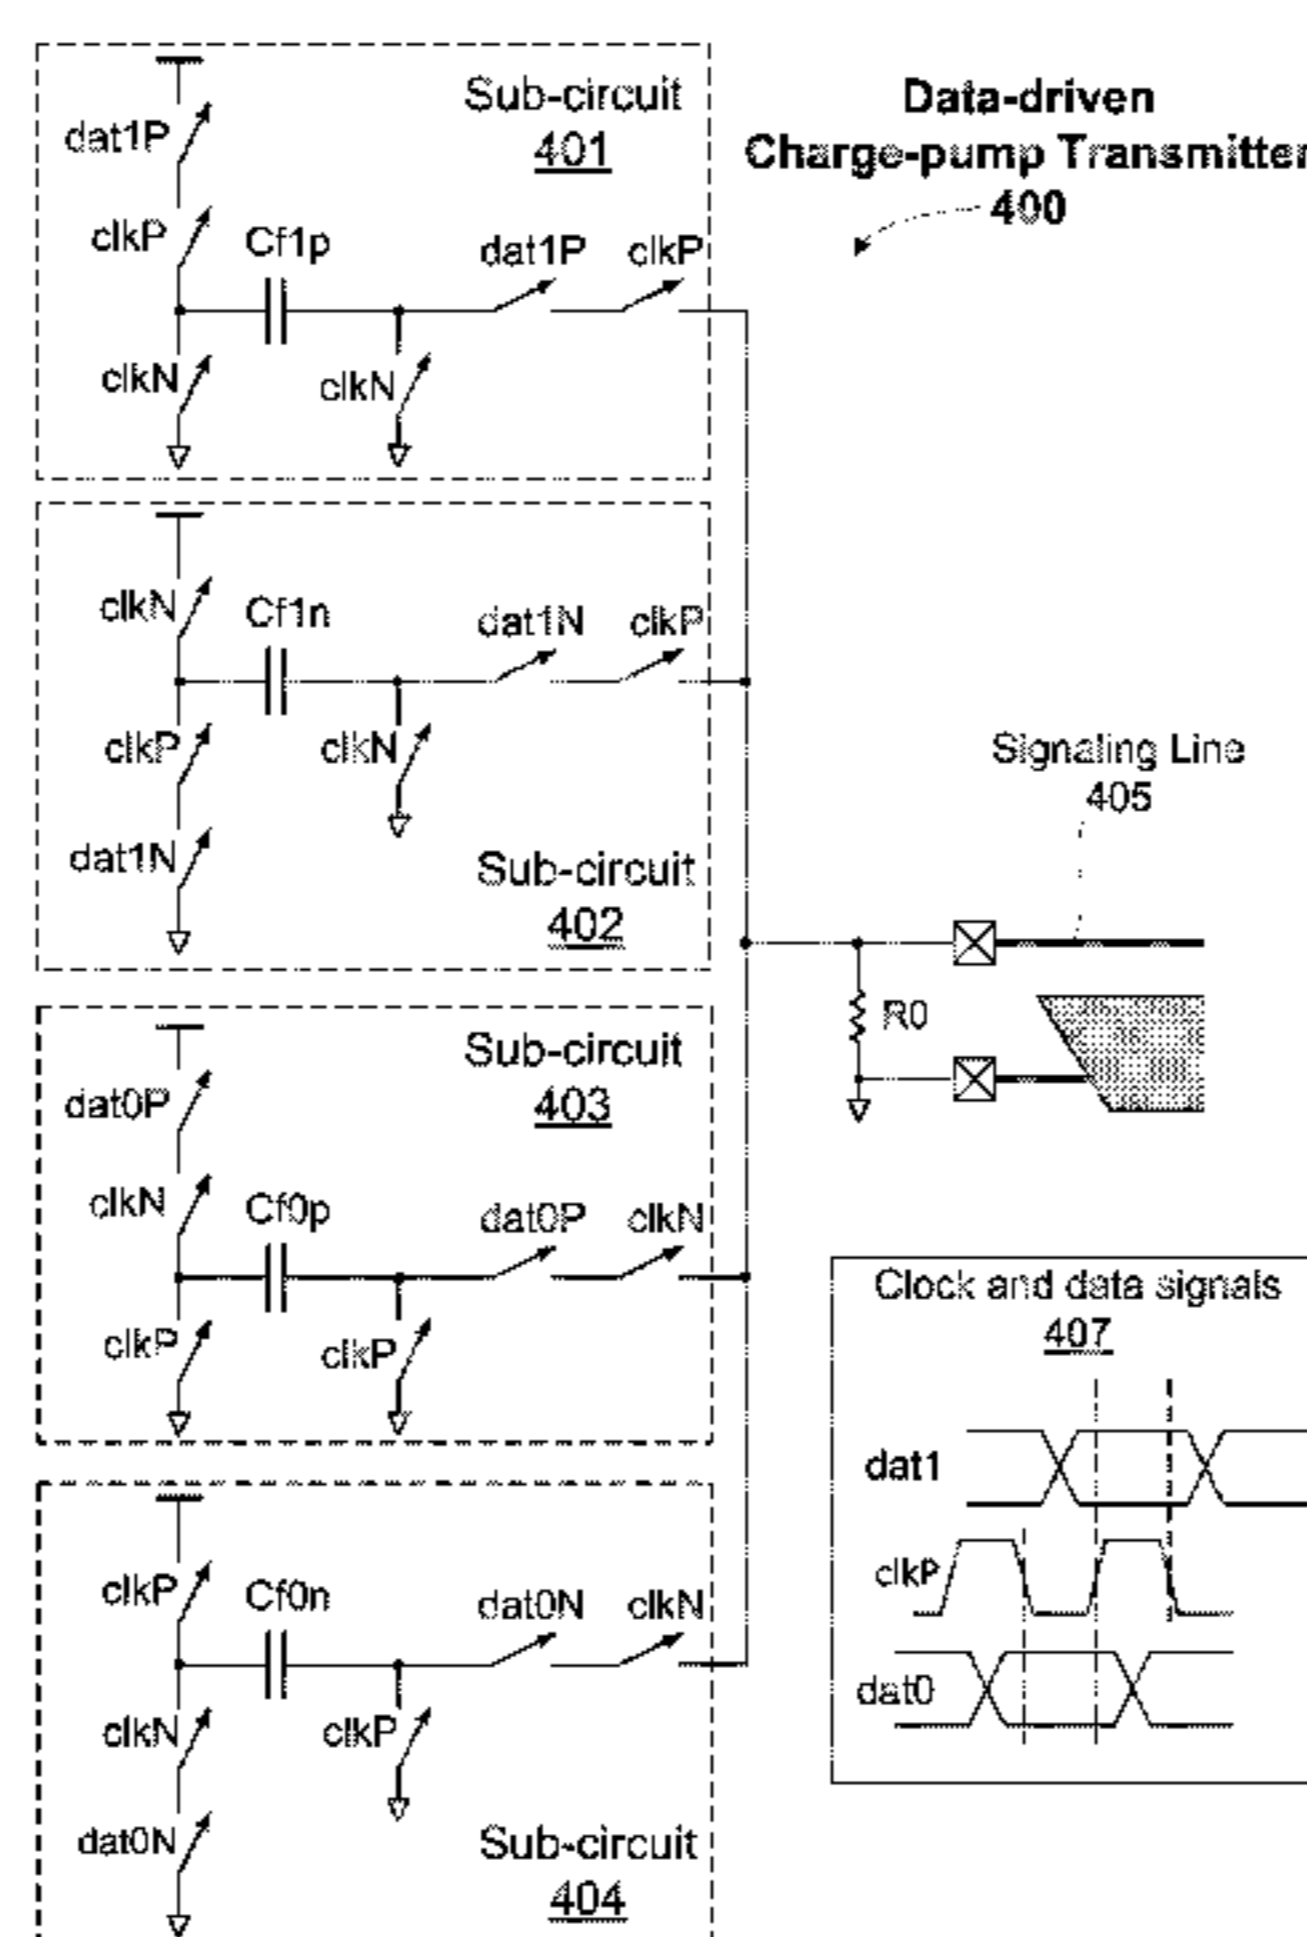 Data-driven
Charge-pump Transmitter
400
Sub-circuit
401
dat1P
clkP
Cf1p
dat1P
clkP
clkN
clkN
clkN
Cf1n
dat1N
clkP
clkP
clkN
dat1N
Sub-circuit
402
Signaling Line
405
R0
Sub-circuit
403
dat0P
clkN
Cf0p
dat0P
clkN
clkP
clkP
Clock and data signals
407
dat1
clkP
dat0
clkP
Cf0n
dat0N
clkN
clkN
clkP
dat0N
Sub-circuit
404